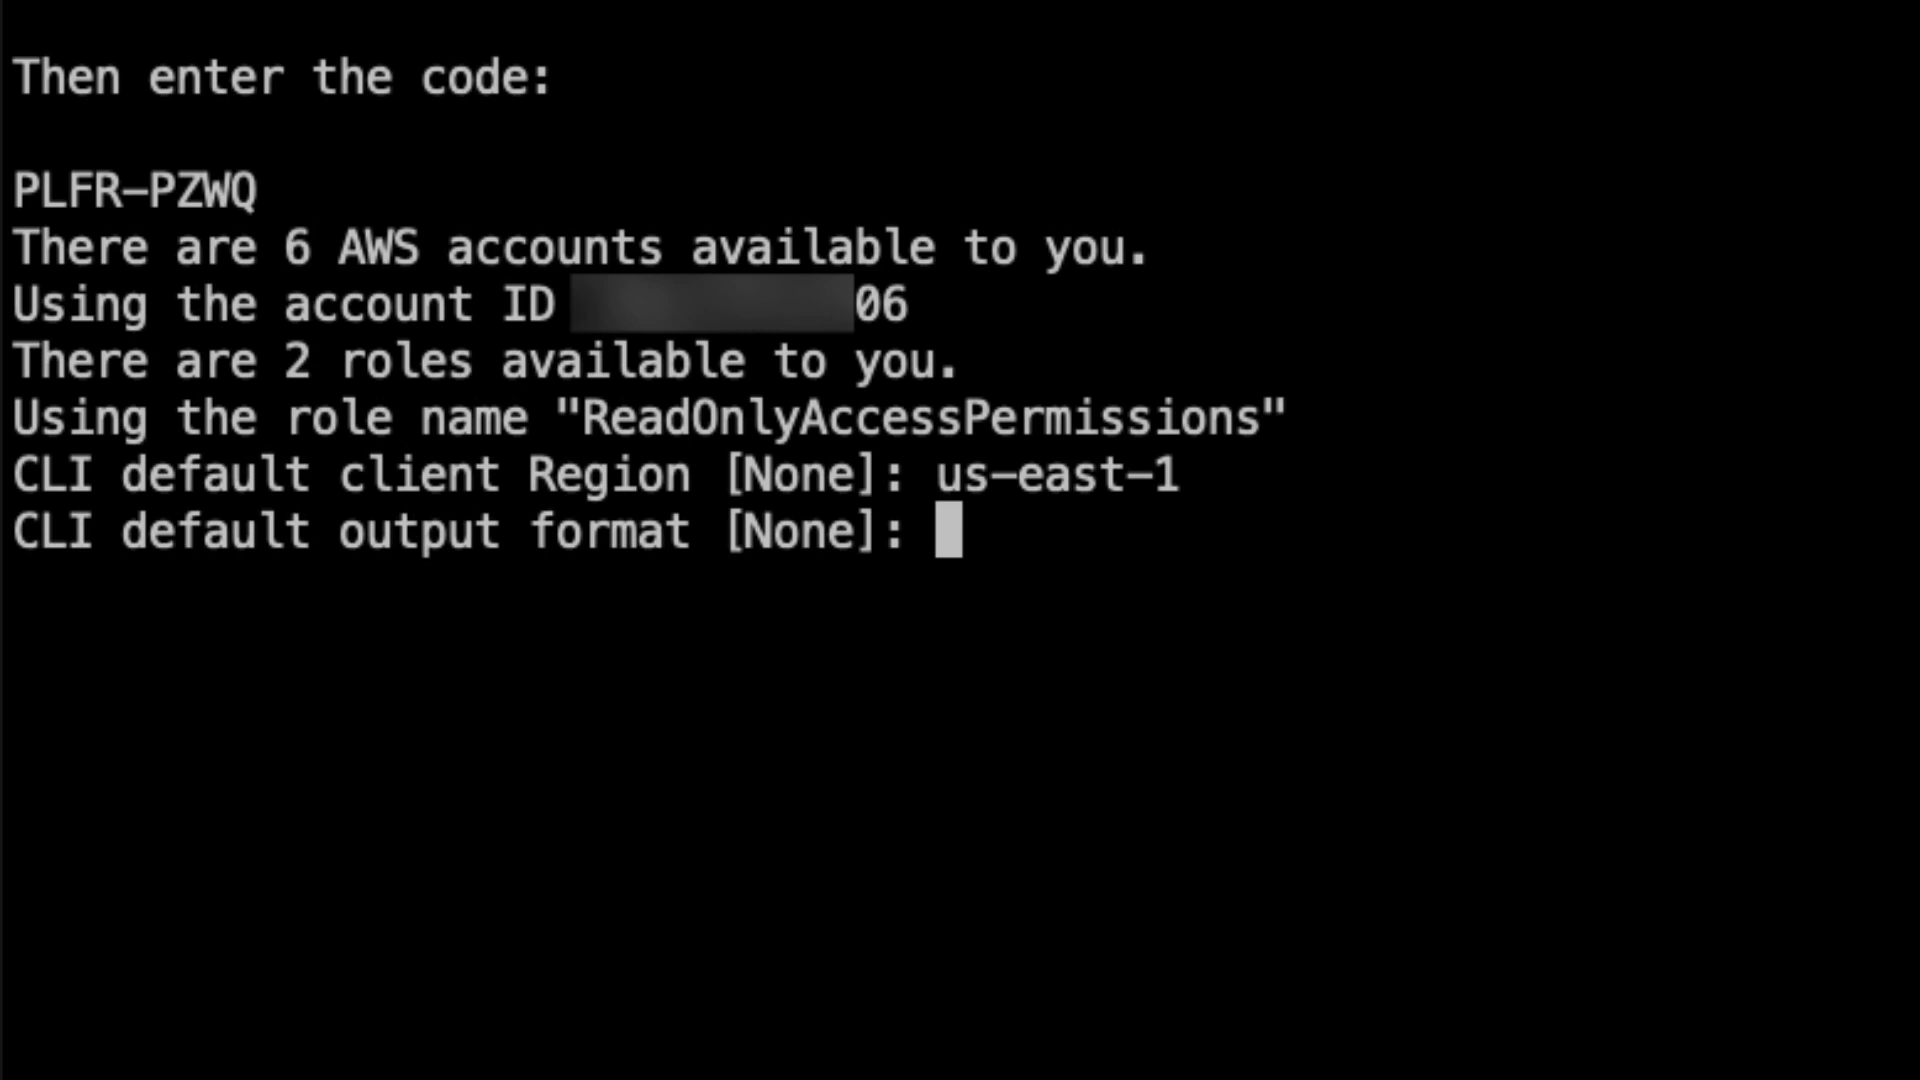 Then enter the code:
PLFR-PZWQ
There are 6 AWS accounts available to you.
Using the account ID 06
There are 2 roles available to you.
Using the role name "ReadOnlyAccessPermissions"
CLI default client Region [None]: us-east-1
CLI default output format [None]: